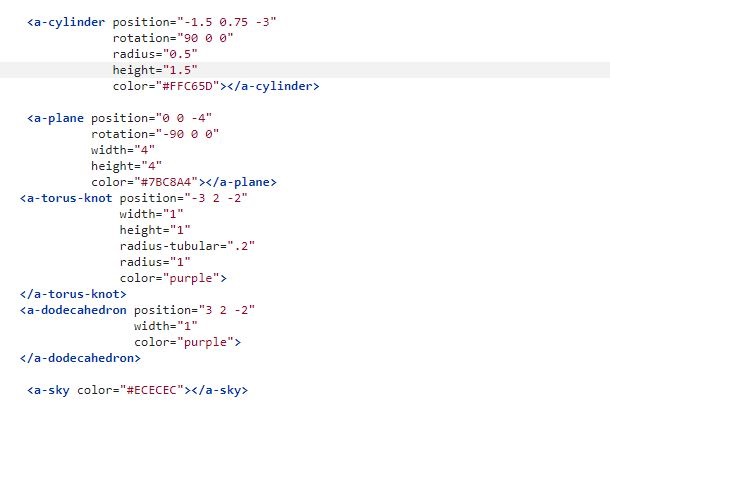 <a-cylinder position="-1.5 0.75 -3"
rotation="90 0 0"
radius="0.5"
height="1.5"
color="#FFC65D"></a-cylinder>
<a-plane position="0 0 -4"
rotation="-90 0 0"
width="4"
height="4"
color="#7BC8A4"></a-plane>
<a-torus-knot position="-3 2 -2"
width="1"
height="1"
radius-tubular=".2"
radius="1"
color="purple">
</a-torus-knot>
<a-dodecahedron position="3 2 -2"
width="1"
color="purple">
</a-dodecahedron>
<a-sky color="#ECECEC"></a-sky>